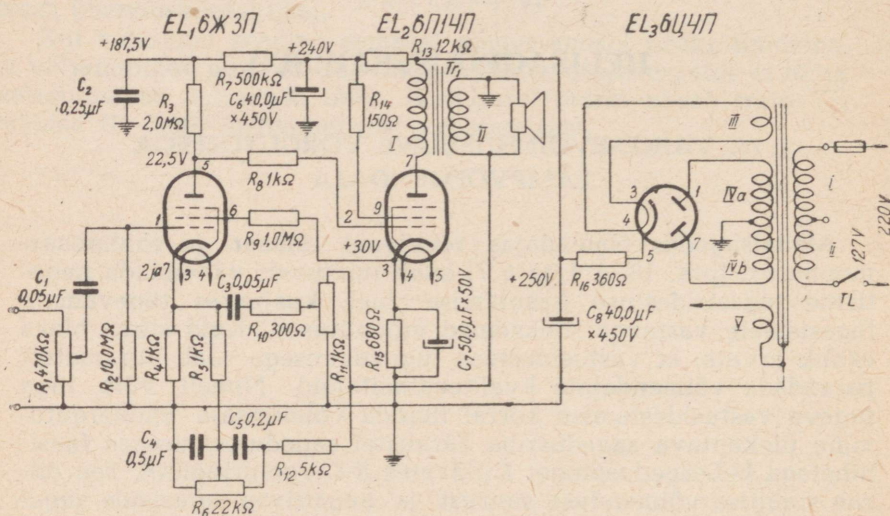 EL₁ 6Ж3П
EL₂ 6П14П
EL₃ 6Ц4П
+187,5V
+240V
R₁₃ 12kΩ
C₂
0,25µF
R₃
2,0MΩ
R₇ 500kΩ
C₆ 40,0µF
×450V
R₁₄
150Ω
Tr₁
I
II
III
IVa
IVb
V
i
ii
220V
127V
TL
22,5V
5
R₈ 1kΩ
7
1
6
R₉ 1,0MΩ
2
9
+30V
3
4
5
2 ja 7
3
4
3
4
5
1
7
C₁
0,05µF
C₃ 0,05µF
R₁₀ 300Ω
+250V
R₁₆ 360Ω
C₈ 40,0µF
×450V
R₁ 470kΩ
R₂ 10,0MΩ
R₄ 1kΩ
R₅ 1kΩ
R₁₁ 1kΩ
R₁₅ 680Ω
C₇ 500µF×50V
C₄
0,5µF
C₅ 0,2µF
R₁₂ 5kΩ
R₆ 22kΩ